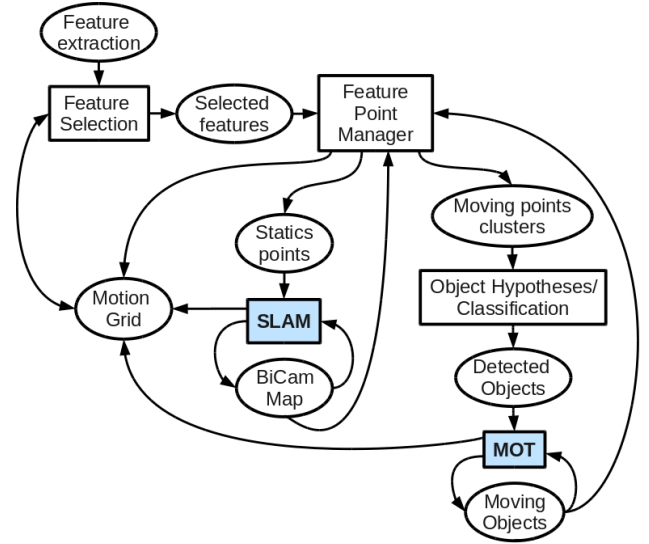 Feature
extraction
Feature
Selection
Selected
features
Feature
Point
Manager
Statics
points
Moving points
clusters
Motion
Grid
SLAM
Object Hypotheses/
Classification
BiCam
Map
Detected
Objects
MOT
Moving
Objects